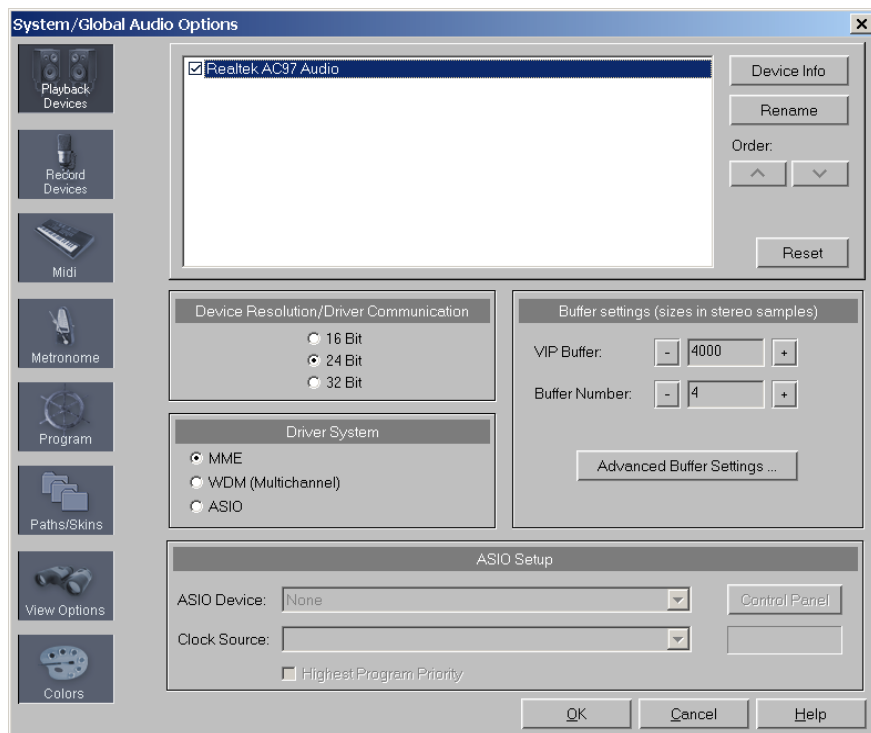 System/Global Audio Options
Playback
Devices
Record
Devices
Midi
Metronome
Program
Paths/Skins
View Options
Colors
Realtek AC97 Audio
Device Info
Rename
Order:
Reset
Device Resolution/Driver Communication
16 Bit
24 Bit
32 Bit
Driver System
MME
WDM (Multichannel)
ASIO
Buffer settings (sizes in stereo samples)
VIP Buffer: - 4000 +
Buffer Number: - 4 +
Advanced Buffer Settings ...
ASIO Setup
ASIO Device: None
Control Panel
Clock Source:
Highest Program Priority
OK
Cancel
Help